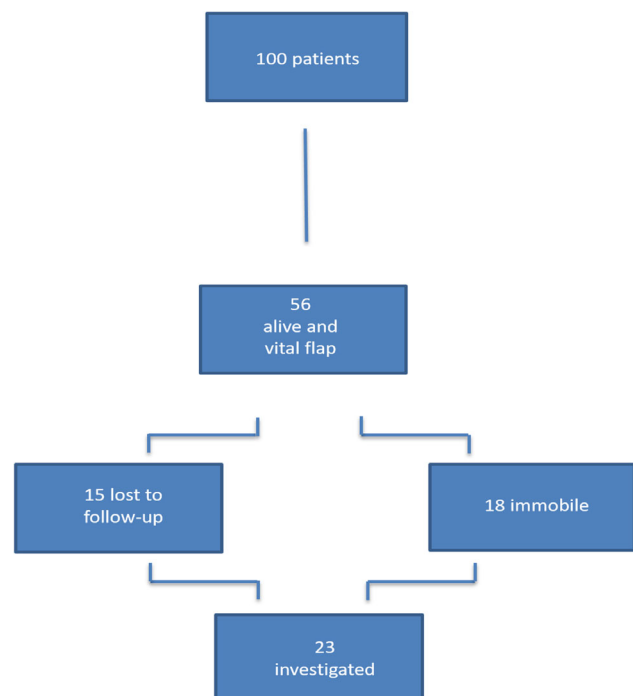 100 patients
56
alive and
vital flap
15 lost to
follow-up
18 immobile
23
investigated